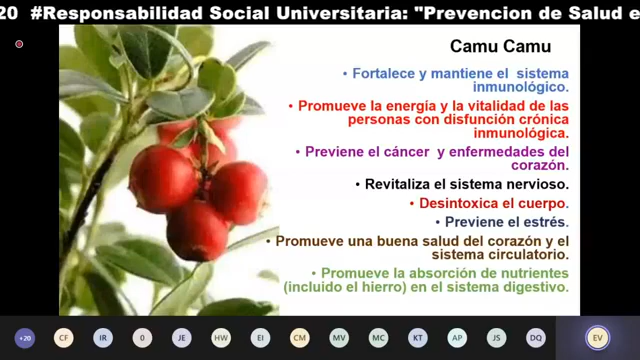 20 #Responsabilidad Social Universitaria: "Prevencion de Salud e
Camu Camu
• Fortalece y mantiene el sistema
inmunológico.
• Promueve la energía y la vitalidad de las
personas con disfunción crónica
inmunológica.
• Previene el cáncer y enfermedades del
corazón.
• Revitaliza el sistema nervioso.
• Desintoxica el cuerpo.
• Previene el estrés.
• Promueve una buena salud del corazón y el
sistema circulatorio.
• Promueve la absorción de nutrientes
(incluido el hierro) en el sistema digestivo.
+20 CF IR 0 JE HW EI CM MV MC KT AP JS DQ EV